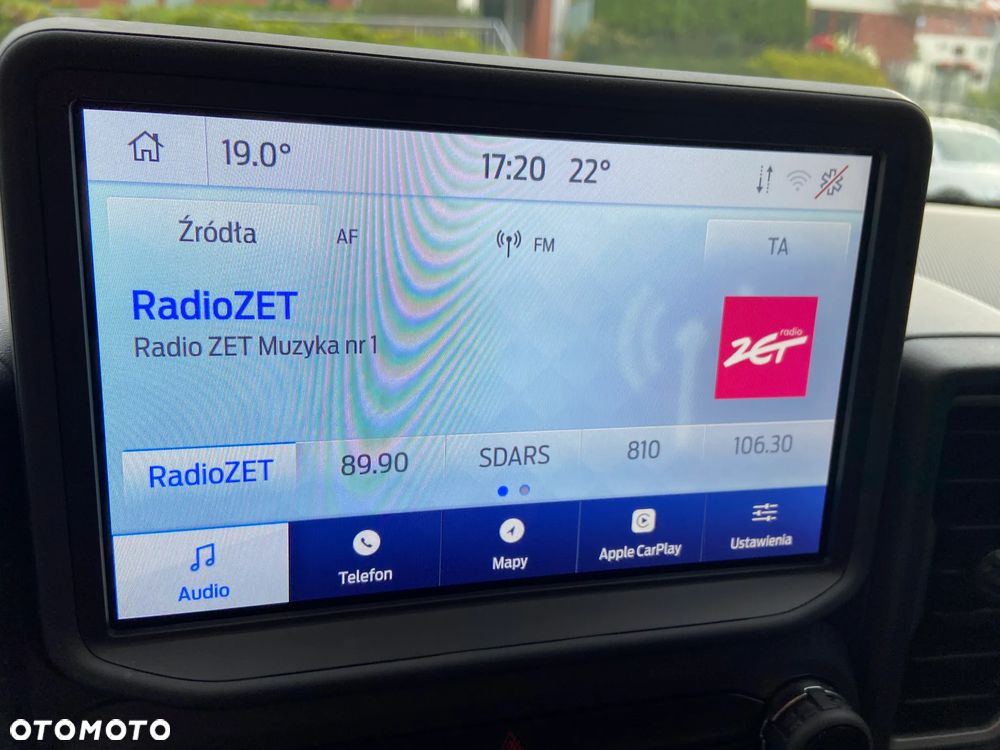 19.0°
17:20 22°
Źródła
AF
FM
TA
RadioZET
Radio ZET Muzyka nr 1
radio
ZET
RadioZET
89.90
SDARS
810
106.30
Audio
Telefon
Mapy
Apple CarPlay
Ustawienia
OTOMOTO